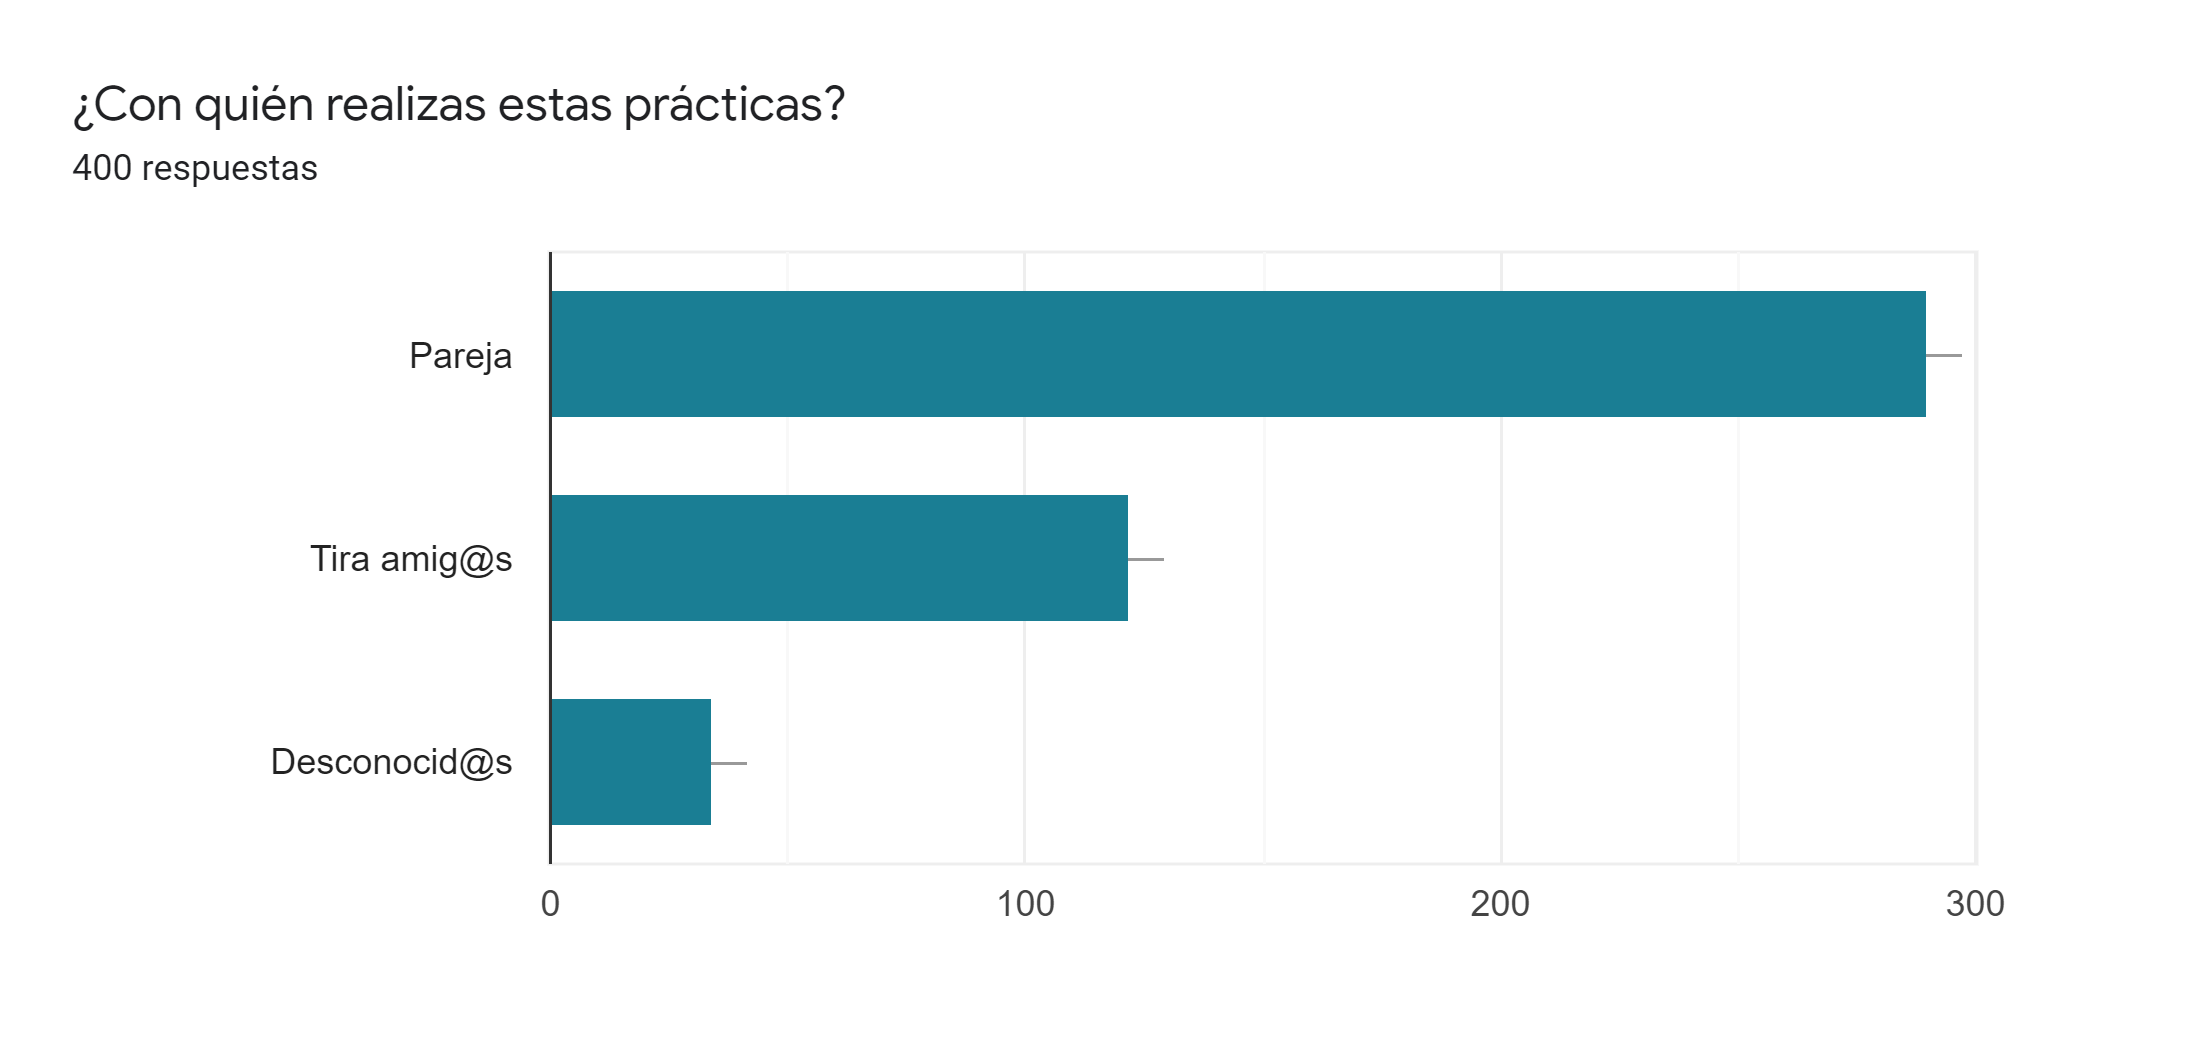 ¿Con quién realizas estas prácticas?
400 respuestas
Pareja
Tira amig@s
Desconocid@s
0 100 200 300